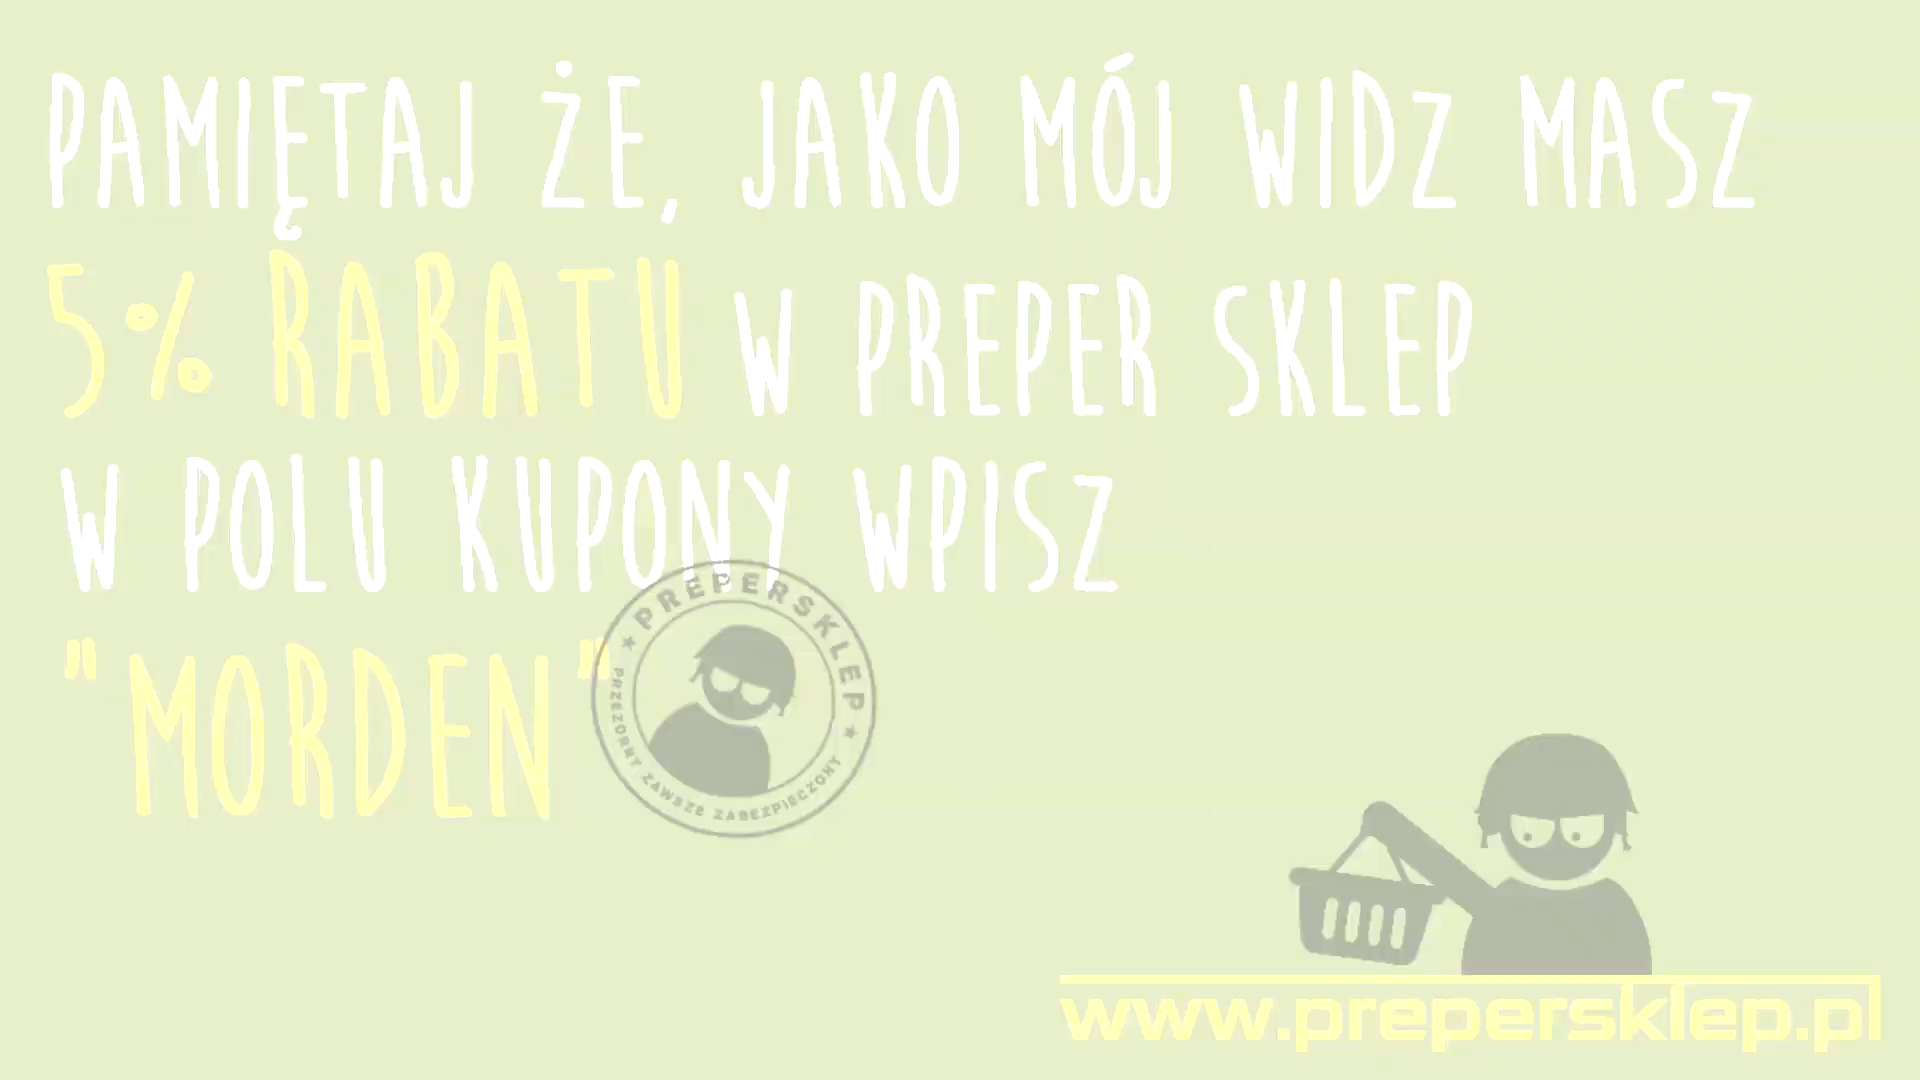 PAMIĘTAJ ŻE, JAKO MÓJ WIDZ MASZ
5% RABATU W PREPER SKLEP
W POLU KUPONY WPISZ
"MORDEN"
PREPERSKLEP
PRZEZORNY ZAWSZE ZABEZPIECZONY
www.prepersklep.pl